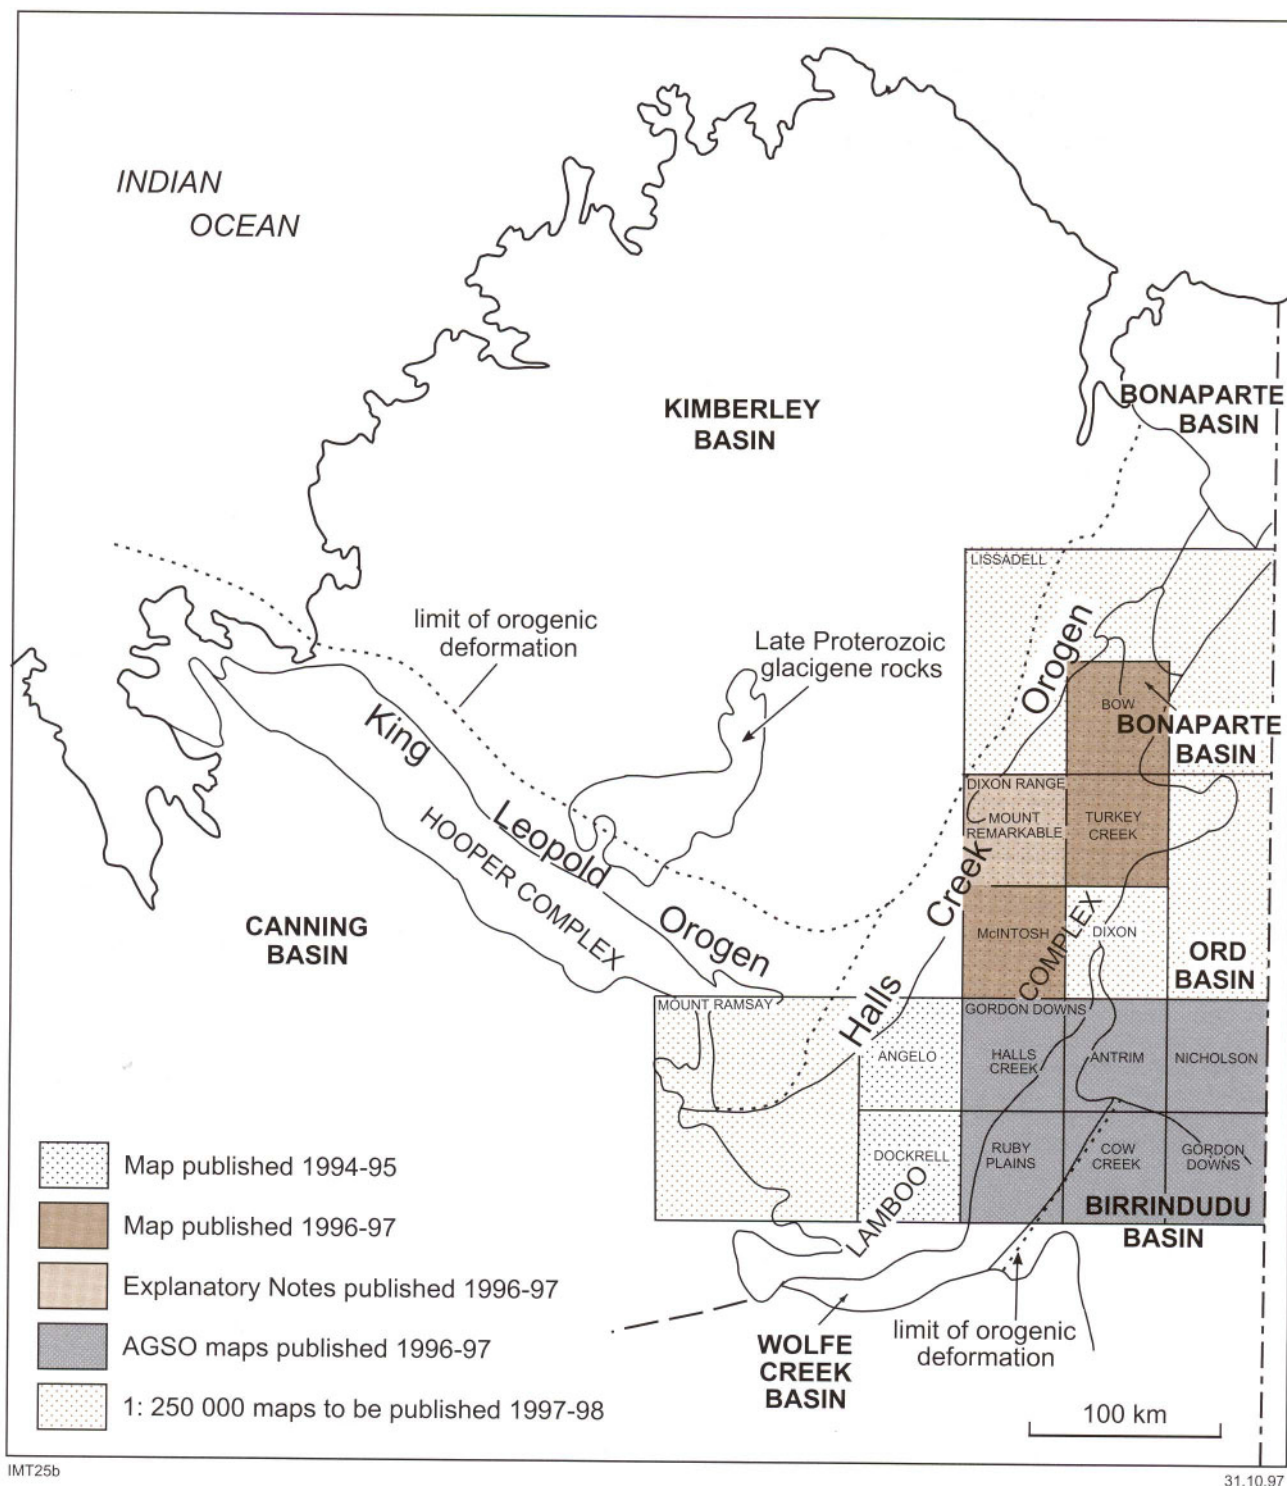 INDIAN
OCEAN
KIMBERLEY
BASIN
BONAPARTE
BASIN
LISSADELL
limit of orogenic
deformation
Late Proterozoic
glacigene rocks
King
Leopold
Orogen
HOOPER COMPLEX
CANNING
BASIN
Halls
Creek
Orogen
BOW
BONAPARTE
BASIN
DIXON RANGE
MOUNT
REMARKABLE
TURKEY
CREEK
McINTOSH
DIXON
ORD
BASIN
LAMBOO
COMPLEX
MOUNT RAMSAY
GORDON DOWNS
ANGELO
HALLS
CREEK
ANTRIM
NICHOLSON
DOCKRELL
RUBY
PLAINS
COW
CREEK
GORDON
DOWNS
BIRRINDUDU
BASIN
WOLFE
CREEK
BASIN
limit of orogenic
deformation
Map published 1994-95
Map published 1996-97
Explanatory Notes published 1996-97
AGSO maps published 1996-97
1: 250 000 maps to be published 1997-98
100 km
IMT25b
31.10.97